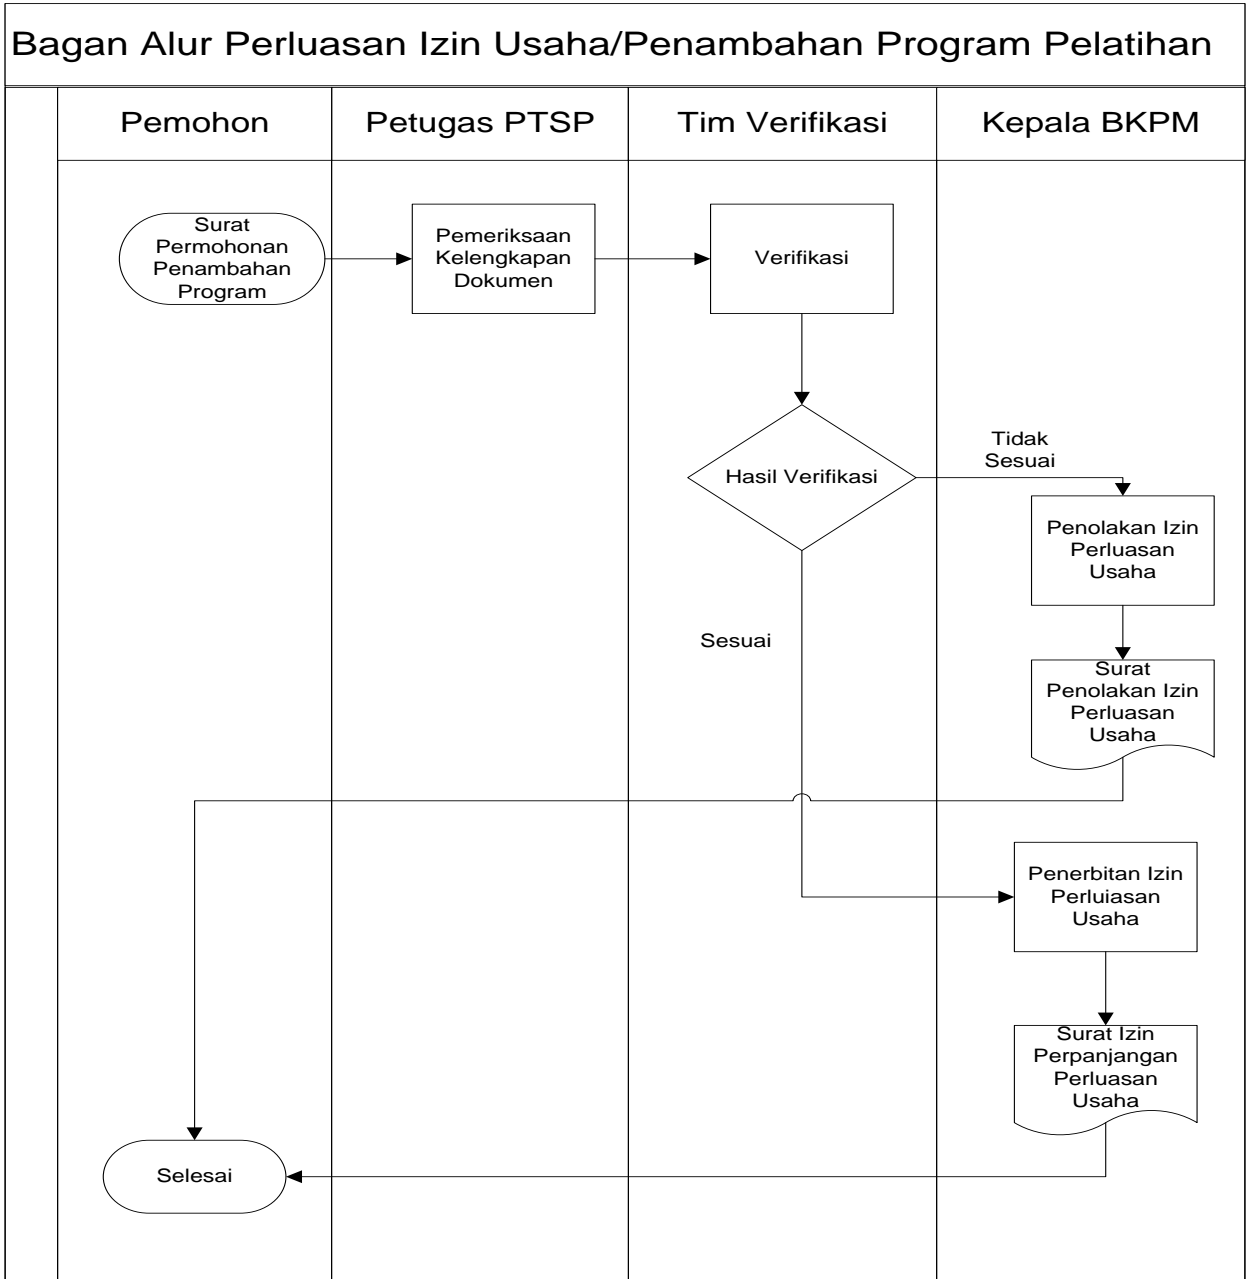 Bagan Alur Perluasan Izin Usaha/Penambahan Program Pelatihan
Pemohon
Petugas PTSP
Tim Verifikasi
Kepala BKPM
Surat
Permohonan
Penambahan
Program
Pemeriksaan
Kelengkapan
Dokumen
Verifikasi
Hasil Verifikasi
Tidak
Sesuai
Penolakan Izin
Perluasan
Usaha
Sesuai
Surat
Penolakan Izin
Perluasan
Usaha
Penerbitan Izin
Perluiasan
Usaha
Surat Izin
Perpanjangan
Perluasan
Usaha
Selesai